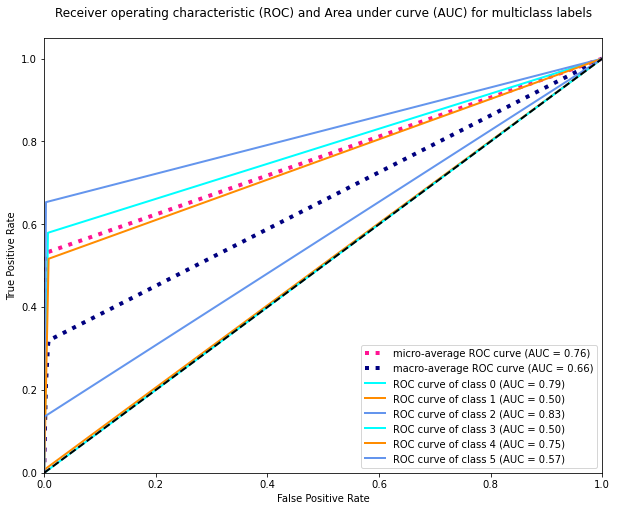 Receiver operating characteristic (ROC) and Area under curve (AUC) for multiclass labels
1.0
0.8
0.6
0.4
0.2
0.0
True Positive Rate
micro-average ROC curve (AUC = 0.76)
macro-average ROC curve (AUC = 0.66)
ROC curve of class 0 (AUC = 0.79)
ROC curve of class 1 (AUC = 0.50)
ROC curve of class 2 (AUC = 0.83)
ROC curve of class 3 (AUC = 0.50)
ROC curve of class 4 (AUC = 0.75)
ROC curve of class 5 (AUC = 0.57)
0.0 0.2 0.4 0.6 0.8 1.0
False Positive Rate